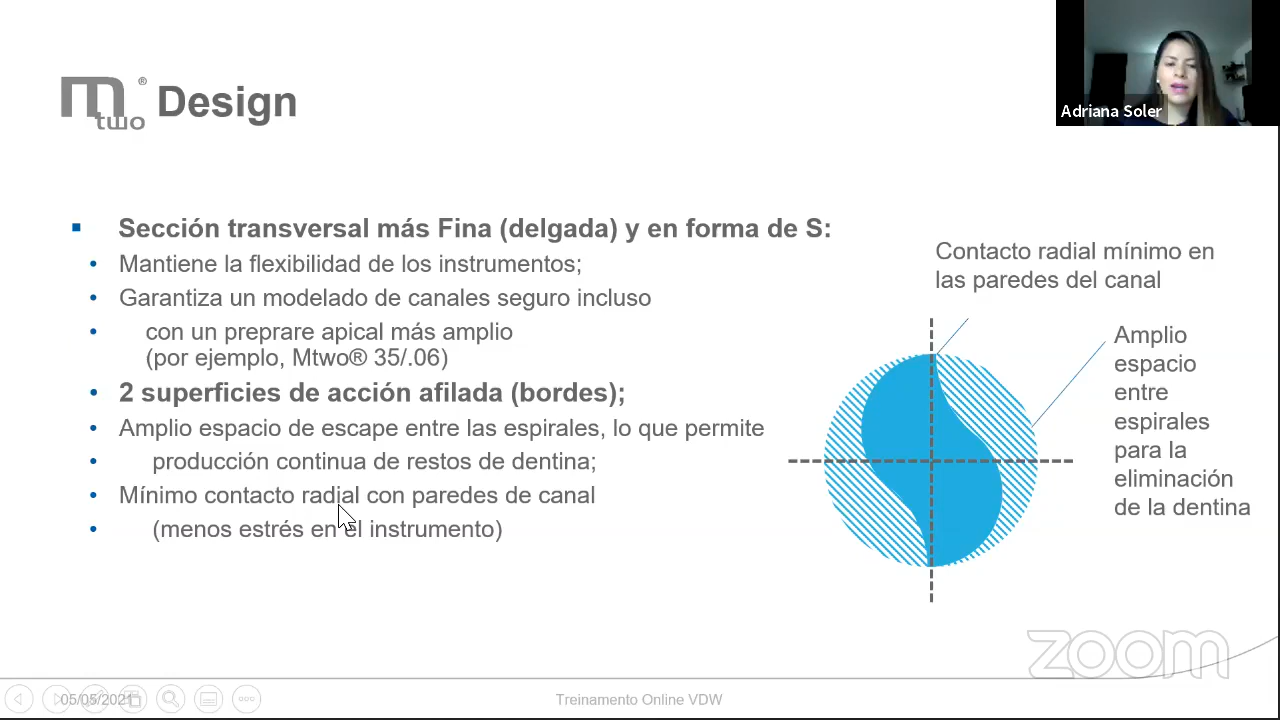 mtwo® Design
Adriana Soler
Sección transversal más Fina (delgada) y en forma de S:
Mantiene la flexibilidad de los instrumentos;
Garantiza un modelado de canales seguro incluso
con un preprare apical más amplio
(por ejemplo, Mtwo® 35/.06)
2 superficies de acción afilada (bordes);
Amplio espacio de escape entre las espirales, lo que permite
producción continua de restos de dentina;
Mínimo contacto radial con paredes de canal
(menos estrés en el instrumento)
Contacto radial mínimo en
las paredes del canal
Amplio
espacio
entre
espirales
para la
eliminación
de la dentina
zoom
05/05/2021
Treinamento Online VDW